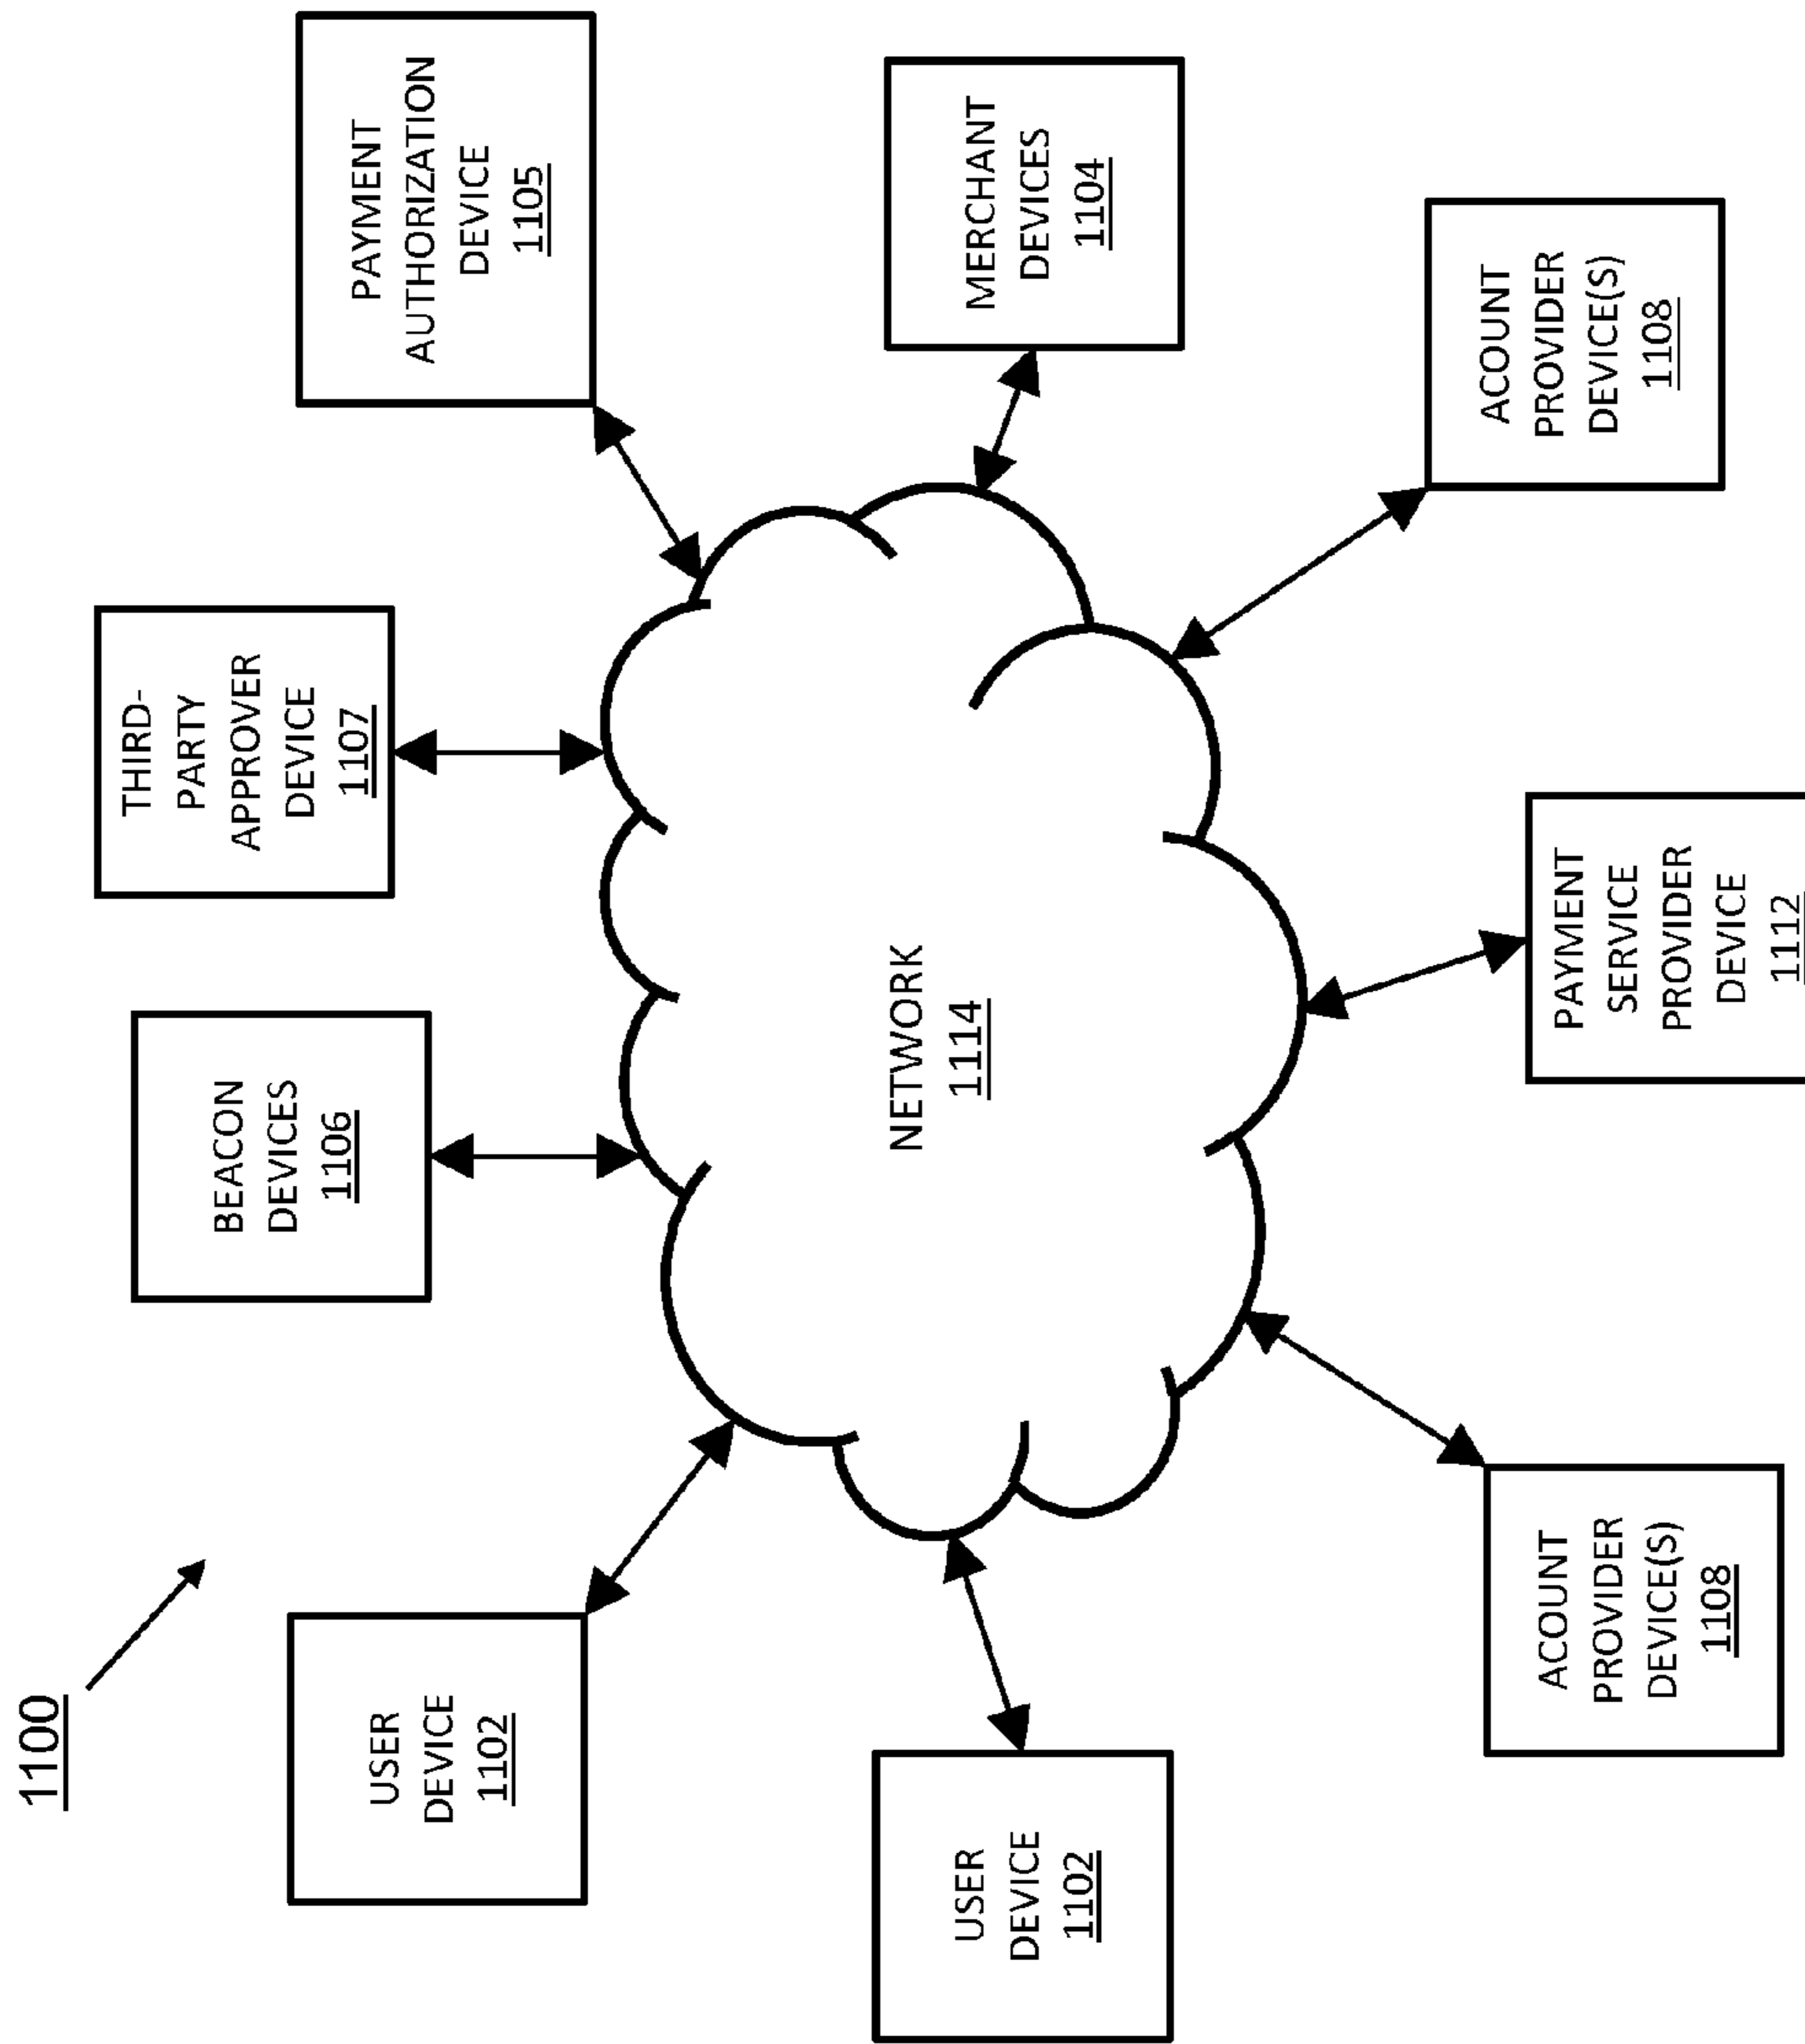 1100
BEACON
DEVICES
1106
THIRD-
PARTY
APPROVER
DEVICE
1107
USER
DEVICE
1102
PAYMENT
AUTHORIZATION
DEVICE
1105
USER
DEVICE
1102
NETWORK
1114
MERCHANT
DEVICES
1104
ACOUNT
PROVIDER
DEVICE(S)
1108
PAYMENT
SERVICE
PROVIDER
DEVICE
1112
ACOUNT
PROVIDER
DEVICE(S)
1108